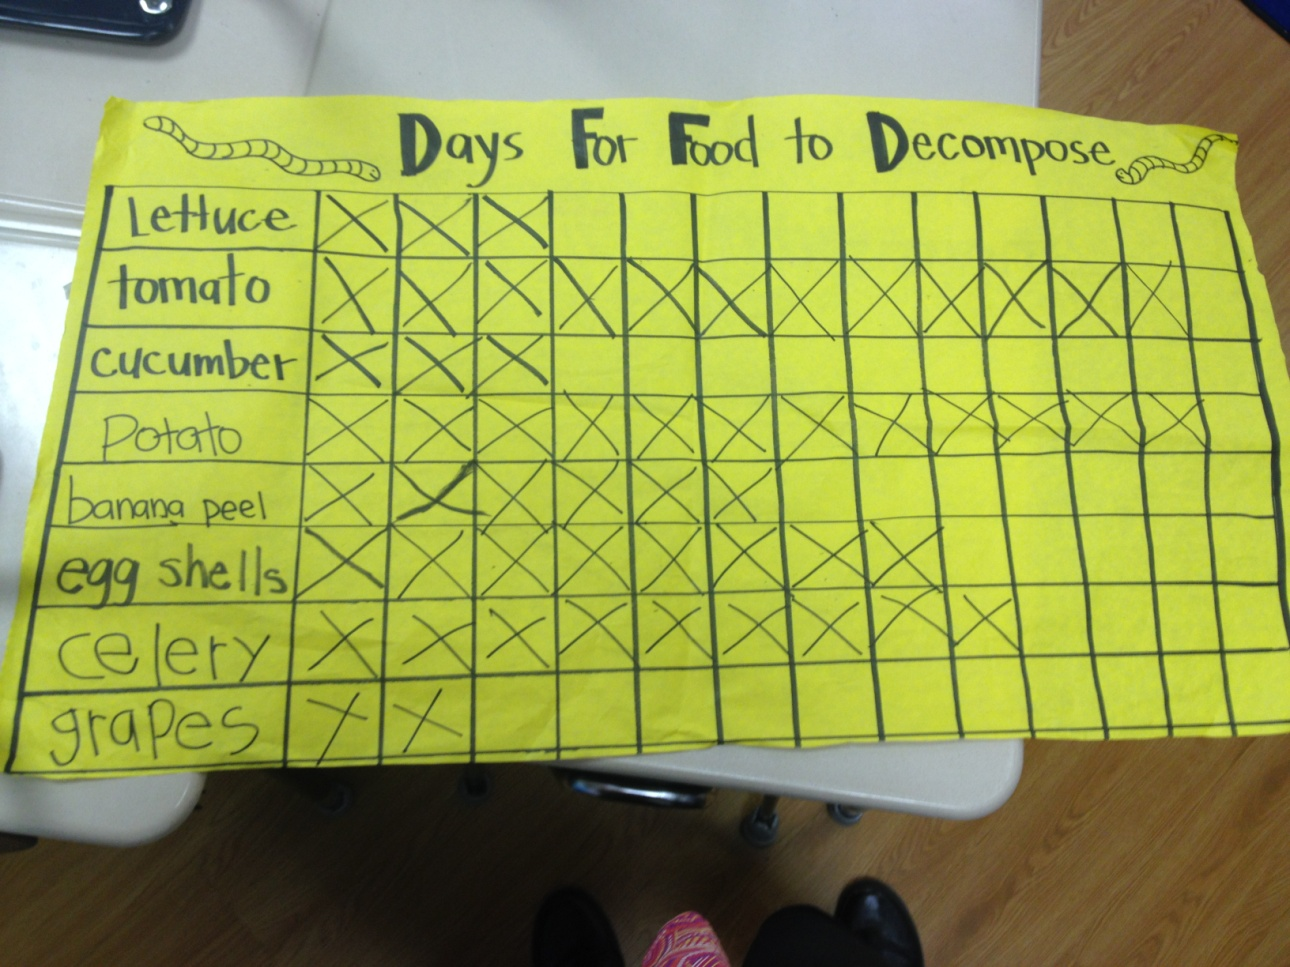 Days For Food to Decompose
Lettuce
tomato
cucumber
Potato
banana peel
egg shells
celery
grapes